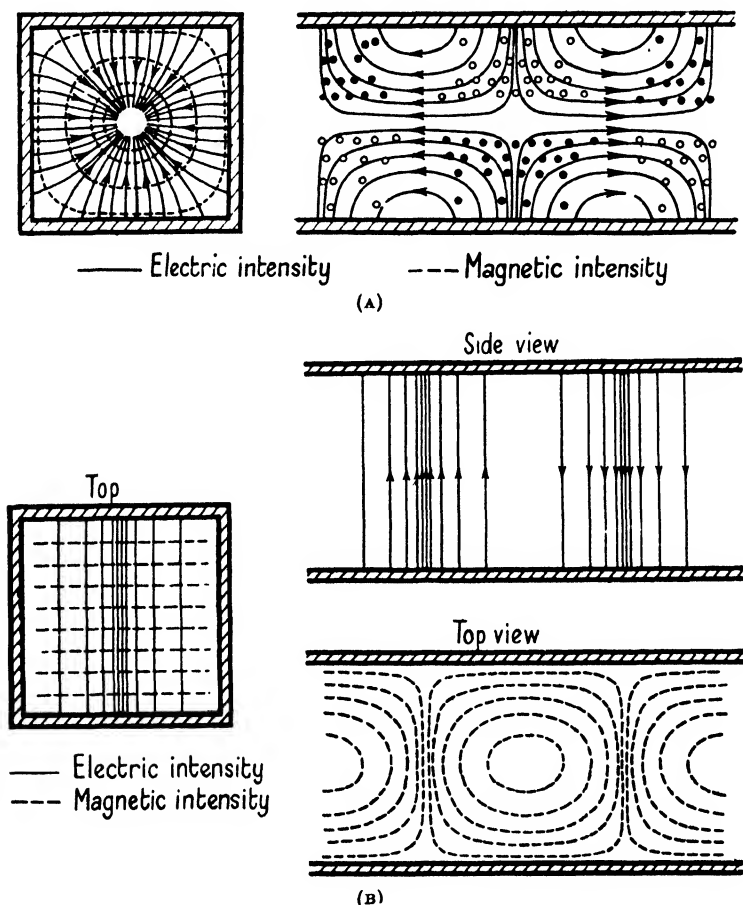 Electric intensity
Magnetic intensity
(A)
Side view
Top
Top view
Electric intensity
Magnetic intensity
(B)